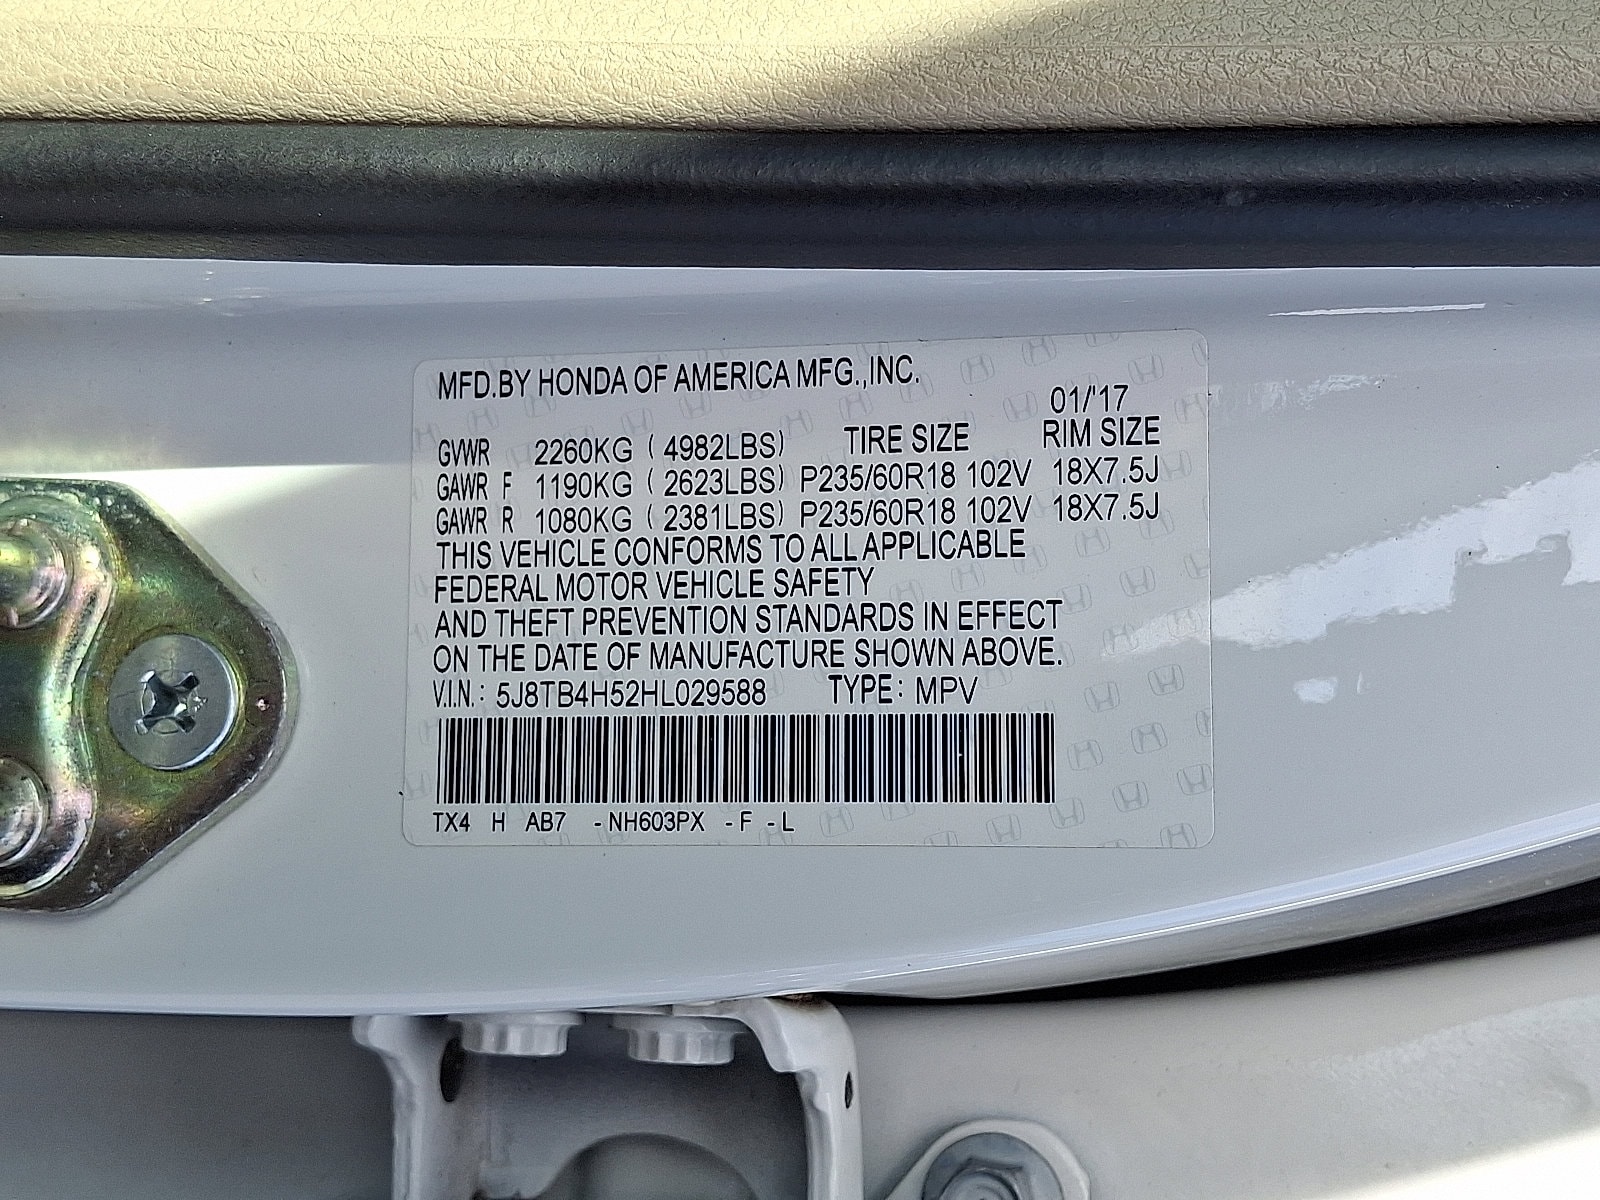 MFD.BY HONDA OF AMERICA MFG.,INC.
01/'17
GVWR 2260KG ( 4982LBS) TIRE SIZE RIM SIZE
GAWR F 1190KG ( 2623LBS) P235/60R18 102V 18X7.5J
GAWR R 1080KG ( 2381LBS) P235/60R18 102V 18X7.5J
THIS VEHICLE CONFORMS TO ALL APPLICABLE
FEDERAL MOTOR VEHICLE SAFETY
AND THEFT PREVENTION STANDARDS IN EFFECT
ON THE DATE OF MANUFACTURE SHOWN ABOVE.
V.I.N.: 5J8TB4H52HL029588 TYPE: MPV
TX4 H AB7 -NH603PX -F -L